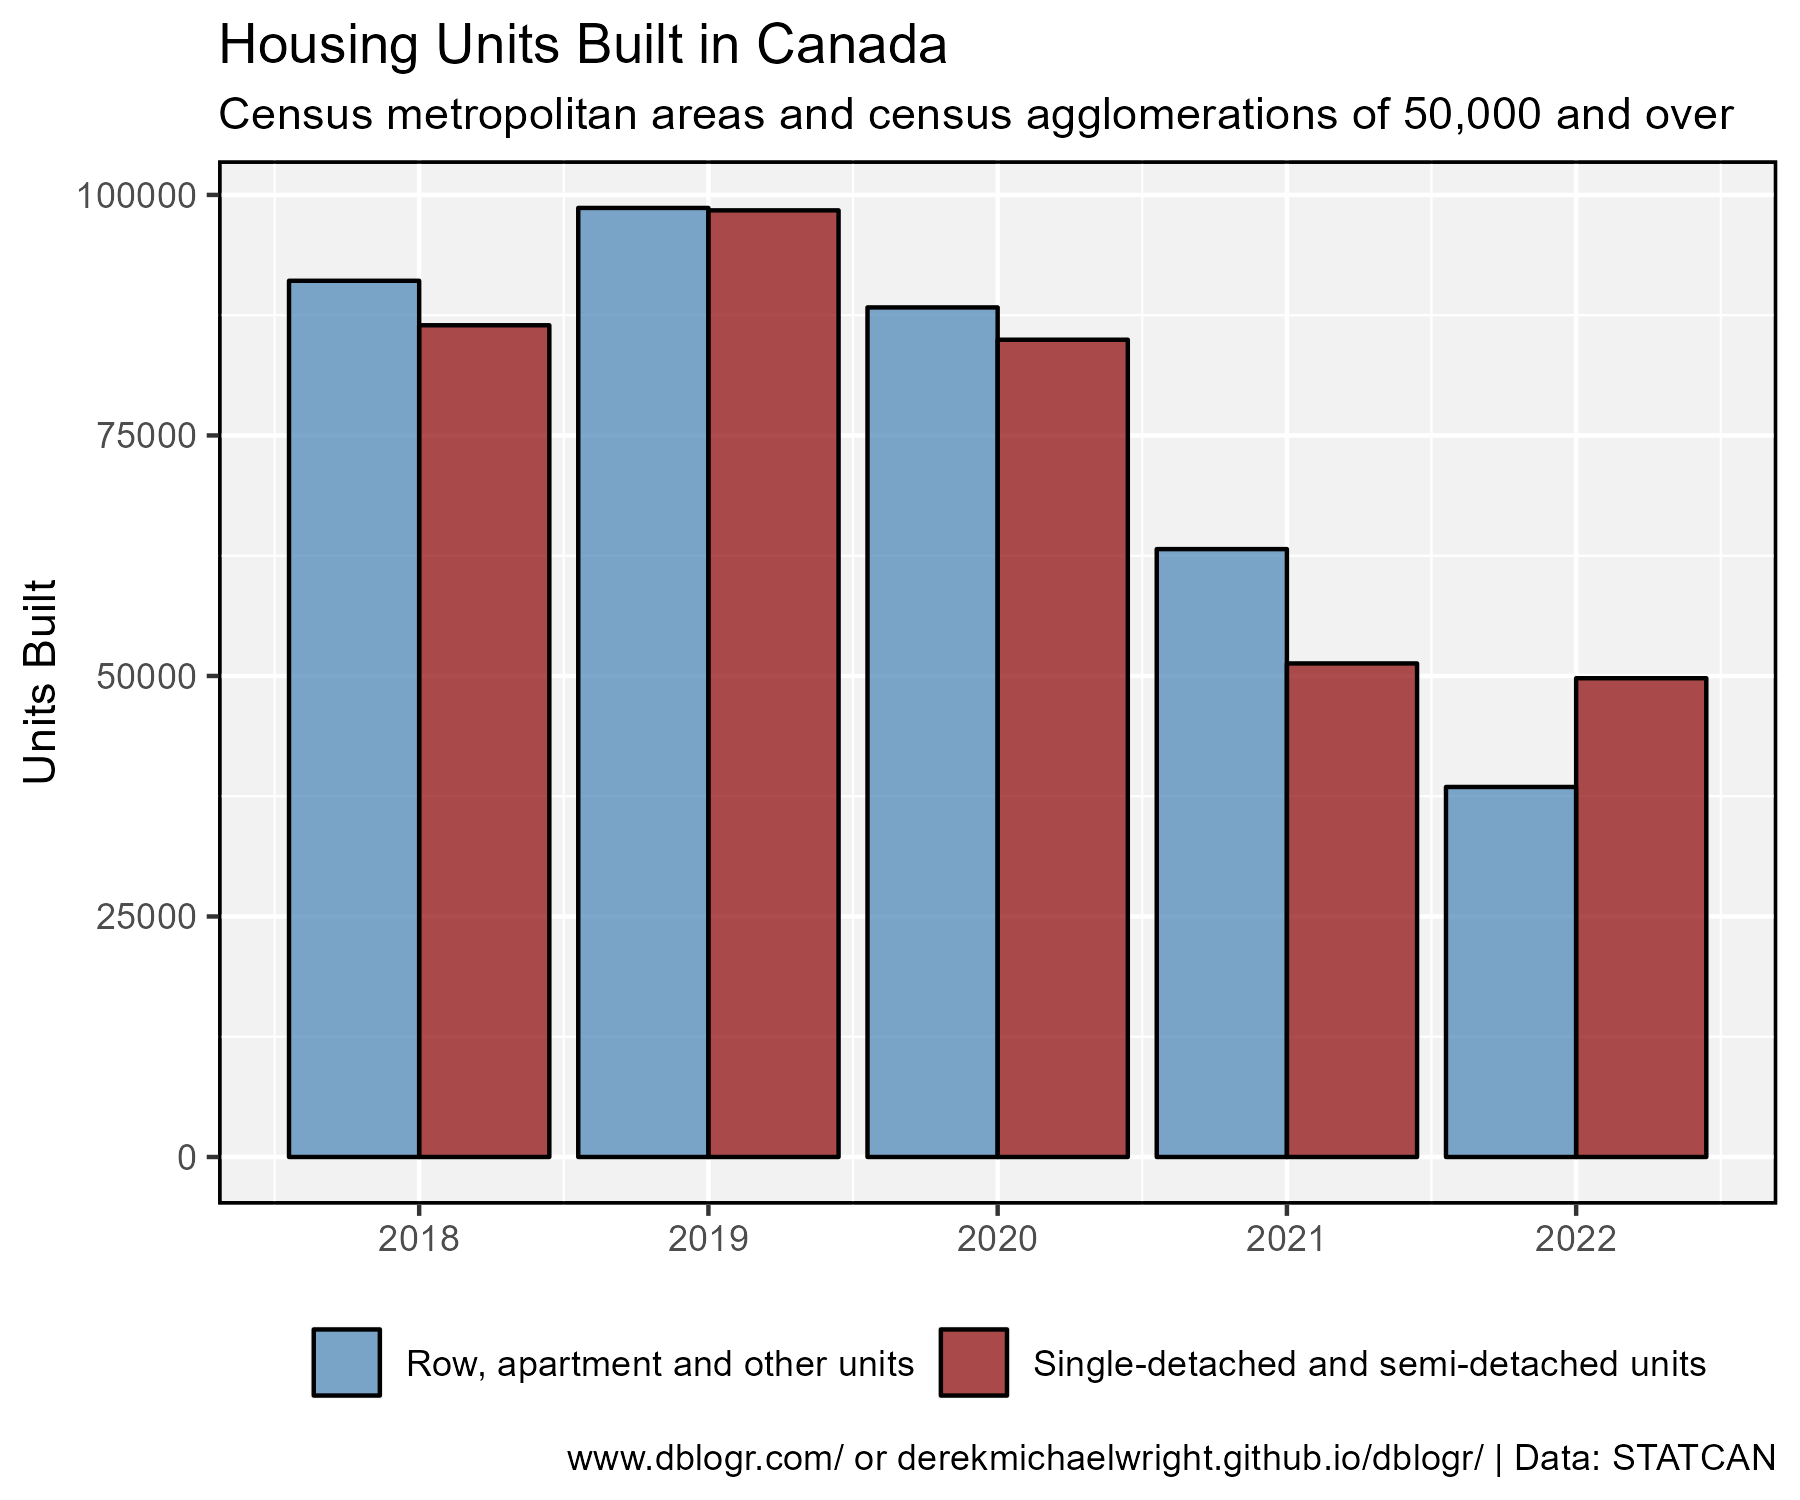 Housing Units Built in Canada
Census metropolitan areas and census agglomerations of 50,000 and over
Units Built
100000
75000
50000
25000
0
2018 2019 2020 2021 2022
Row, apartment and other units Single-detached and semi-detached units
www.dblogr.com/ or derekmichaelwright.github.io/dblogr/ | Data: STATCAN